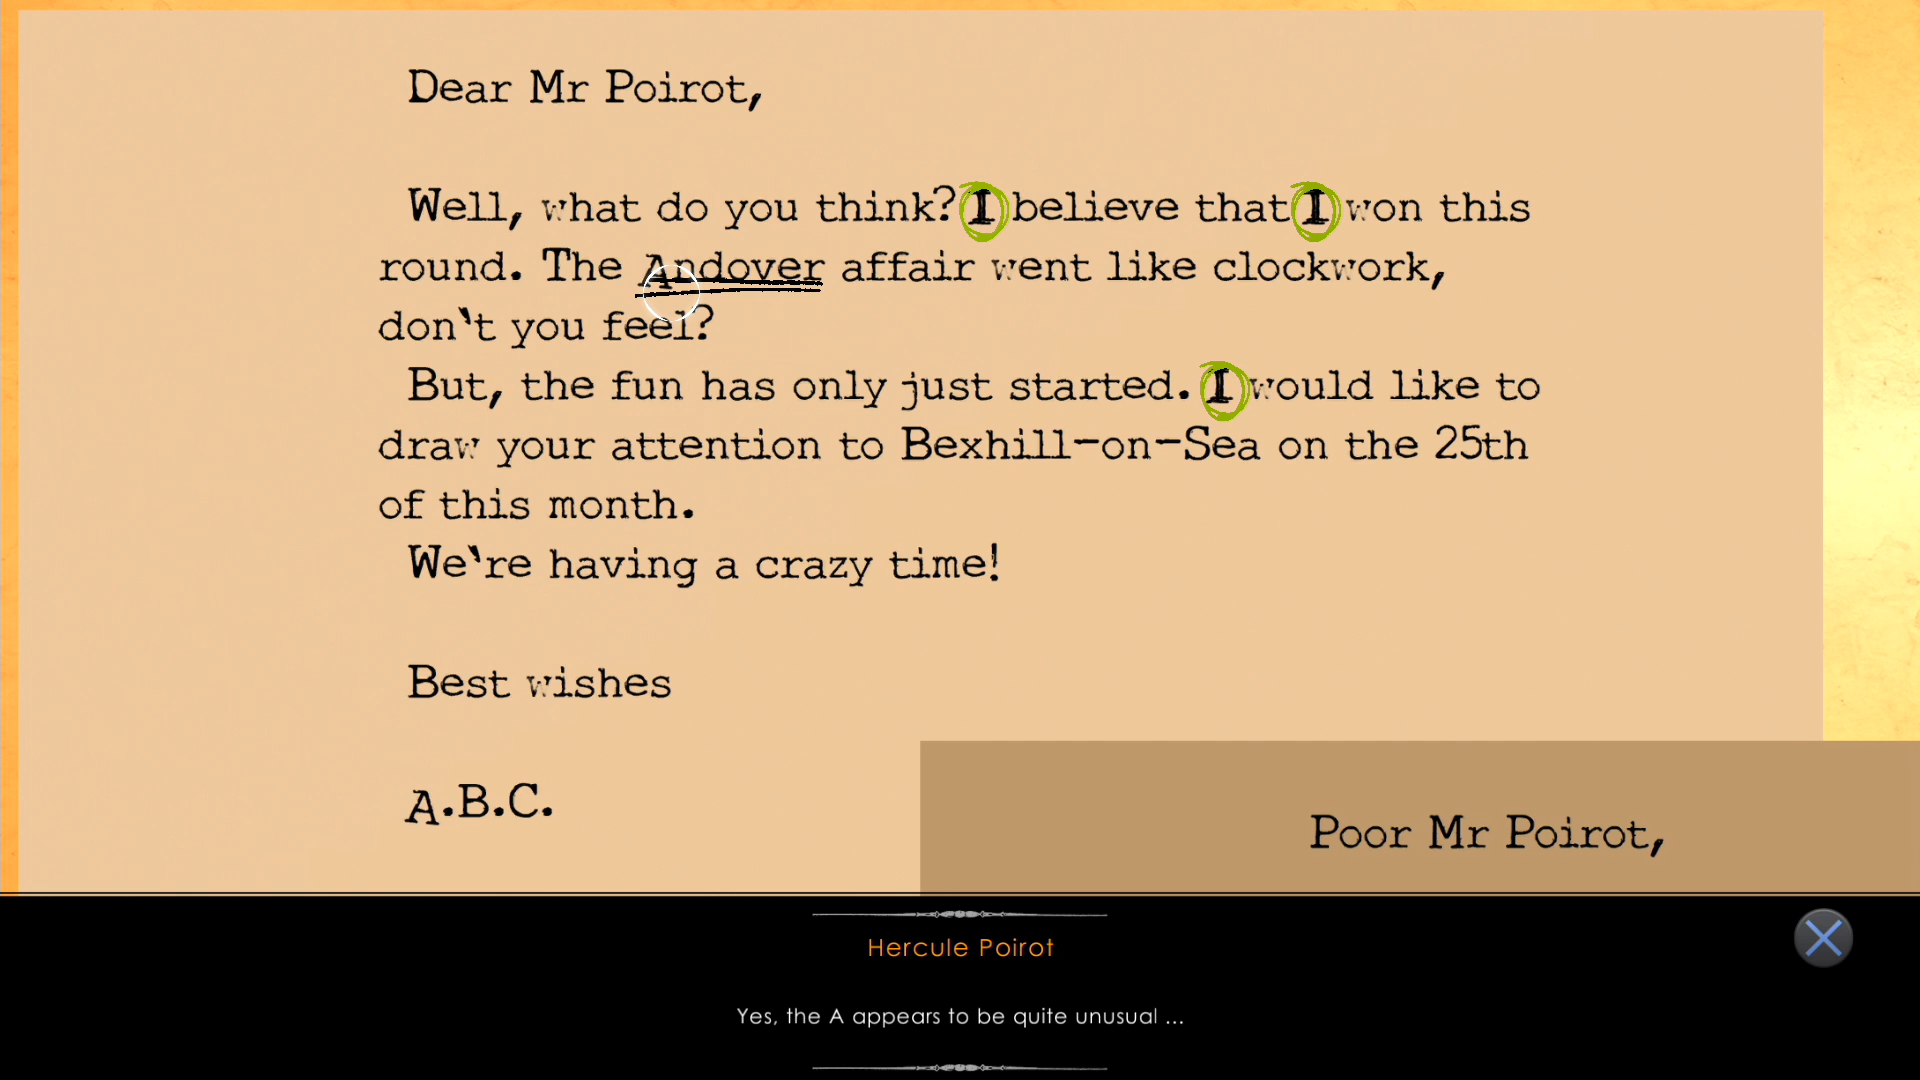 Dear Mr Poirot,
Well, what do you think? I believe that I won this
round. The Andover affair went like clockwork,
don't you feel?
But, the fun has only just started. I would like to
draw your attention to Bexhill-on-Sea on the 25th
of this month.
We're having a crazy time!
Best wishes
A.B.C.
Poor Mr Poirot,
Hercule Poirot
Yes, the A appears to be quite unusual ...